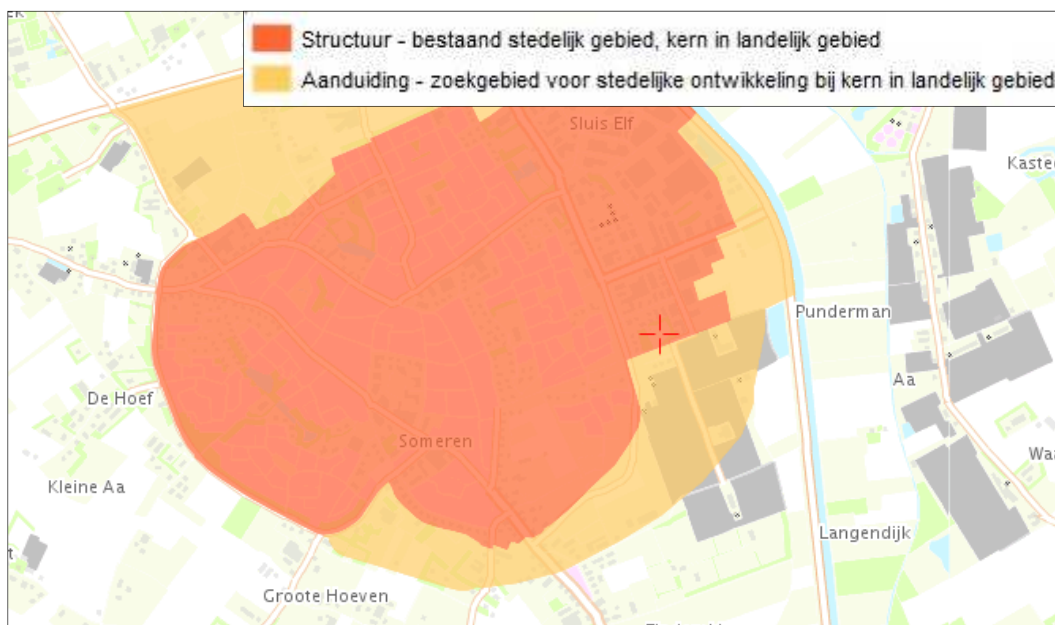 Structuur - bestaand stedelijk gebied, kern in landelijk gebied
Aanduiding - zoekgebied voor stedelijke ontwikkeling bij kern in landelijk gebied
Sluis Elf
Punderman
De Hoef
Aa
Someren
Kleine Aa
Langendijk
Groote Hoeven